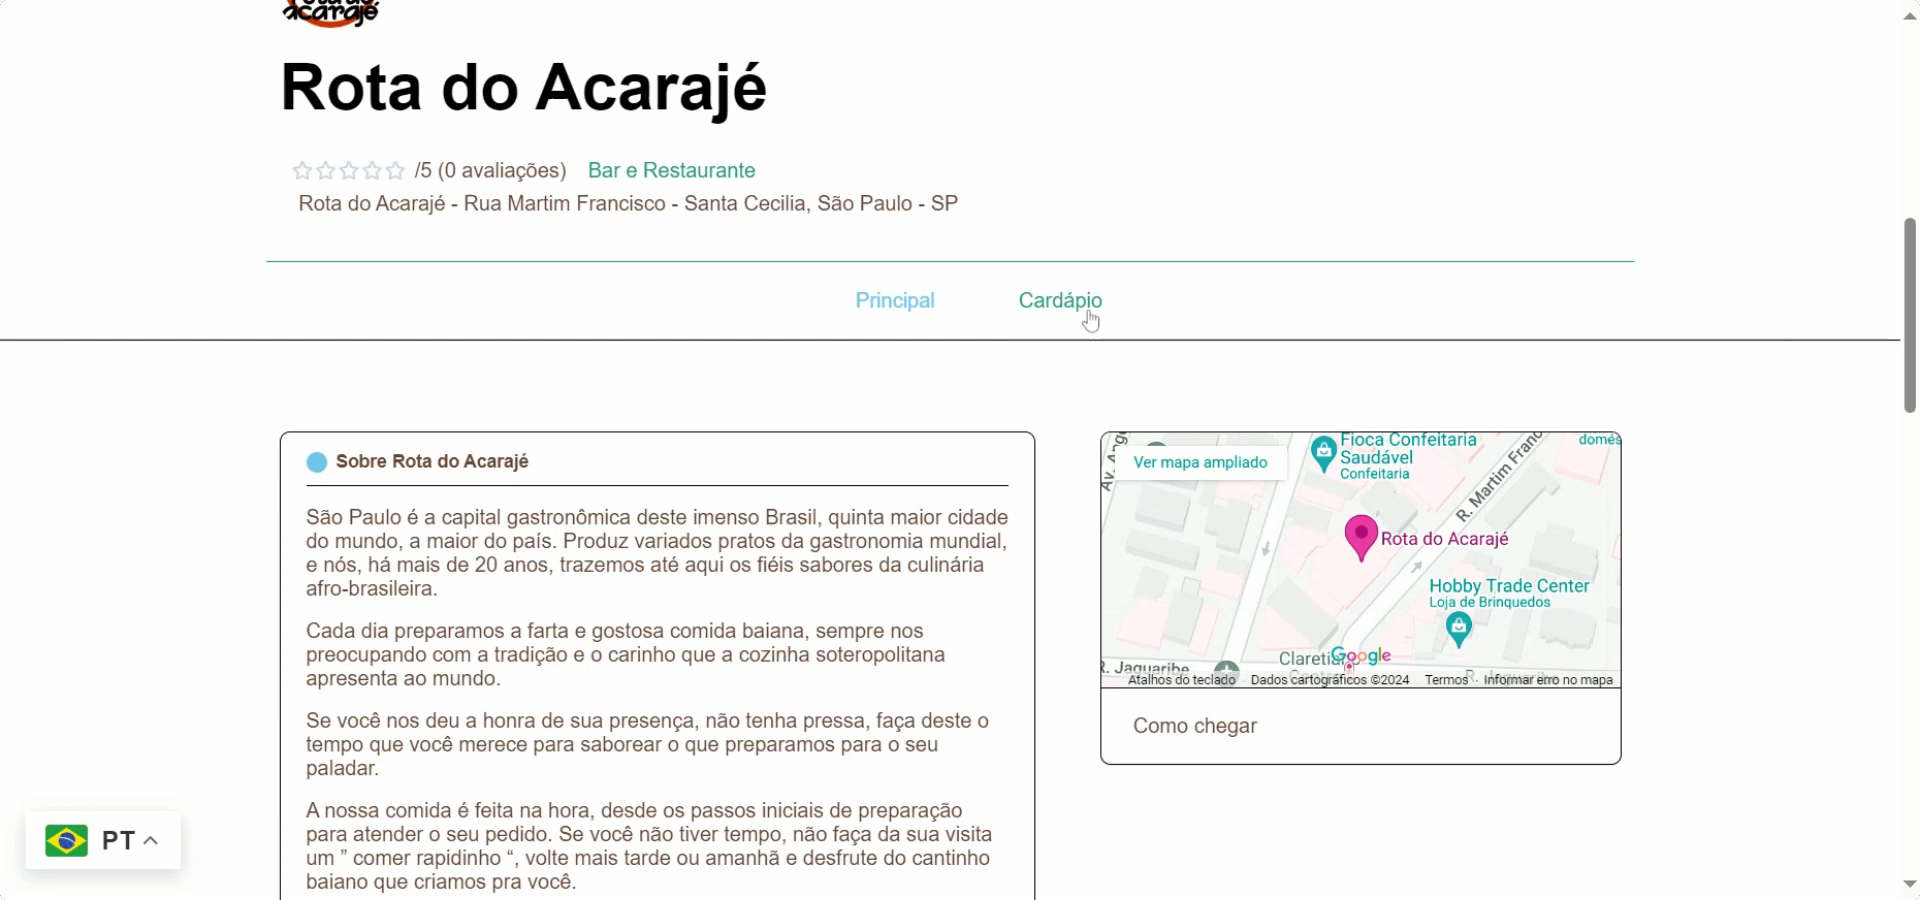 acarajé
Rota do Acarajé
/5 (0 avaliações) Bar e Restaurante
Rota do Acarajé - Rua Martim Francisco - Santa Cecilia, São Paulo - SP
Principal Cardápio
Sobre Rota do Acarajé
São Paulo é a capital gastronômica deste imenso Brasil, quinta maior cidade
do mundo, a maior do país. Produz variados pratos da gastronomia mundial,
e nós, há mais de 20 anos, trazemos até aqui os fiéis sabores da culinária
afro-brasileira.
Cada dia preparamos a farta e gostosa comida baiana, sempre nos
preocupando com a tradição e o carinho que a cozinha soteropolitana
apresenta ao mundo.
Se você nos deu a honra de sua presença, não tenha pressa, faça deste o
tempo que você merece para saborear o que preparamos para o seu
paladar.
A nossa comida é feita na hora, desde os passos iniciais de preparação
para atender o seu pedido. Se você não tiver tempo, não faça da sua visita
um ” comer rapidinho “, volte mais tarde ou amanhã e desfrute do cantinho
baiano que criamos pra você.
Ver mapa ampliado
Fioca Confeitaria
Saudável
Confeitaria
domés
Av. Ang
R. Martim Franc
Rota do Acarajé
Hobby Trade Center
Loja de Brinquedos
Google
R. Jaguaribe
Atalhos do teclado Dados cartográficos ©2024 Termos Informar erro no mapa
Como chegar
PT